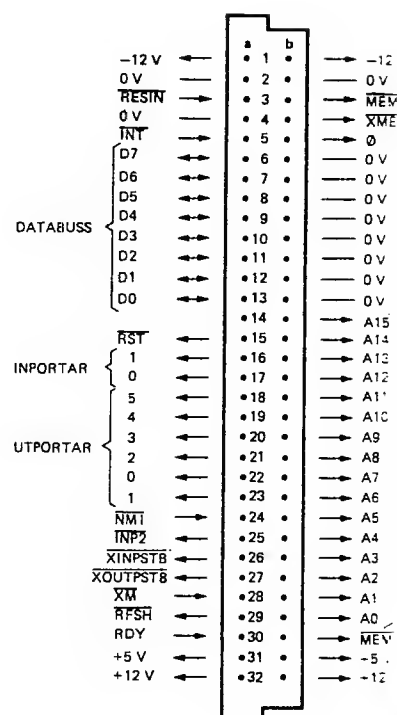 a b
−12 V 1 −12
0 V 2 0 V
RESIN 3 MEM
0 V 4 XME
INT 5 Ø
D7 6 0 V
D6 7 0 V
D5 8 0 V
D4 9 0 V
DATABUSS D3 10 0 V
D2 11 0 V
D1 12 0 V
D0 13 0 V
14 A15
RST 15 A14
INPORTAR 1 16 A13
0 17 A12
5 18 A11
4 19 A10
UTPORTAR 3 20 A9
2 21 A8
0 22 A7
1 23 A6
NMI 24 A5
INP2 25 A4
XINPSTB 26 A3
XOUTPSTB 27 A2
XM 28 A1
RFSH 29 A0
RDY 30
+5 V 31 +5
+12 V 32 +12